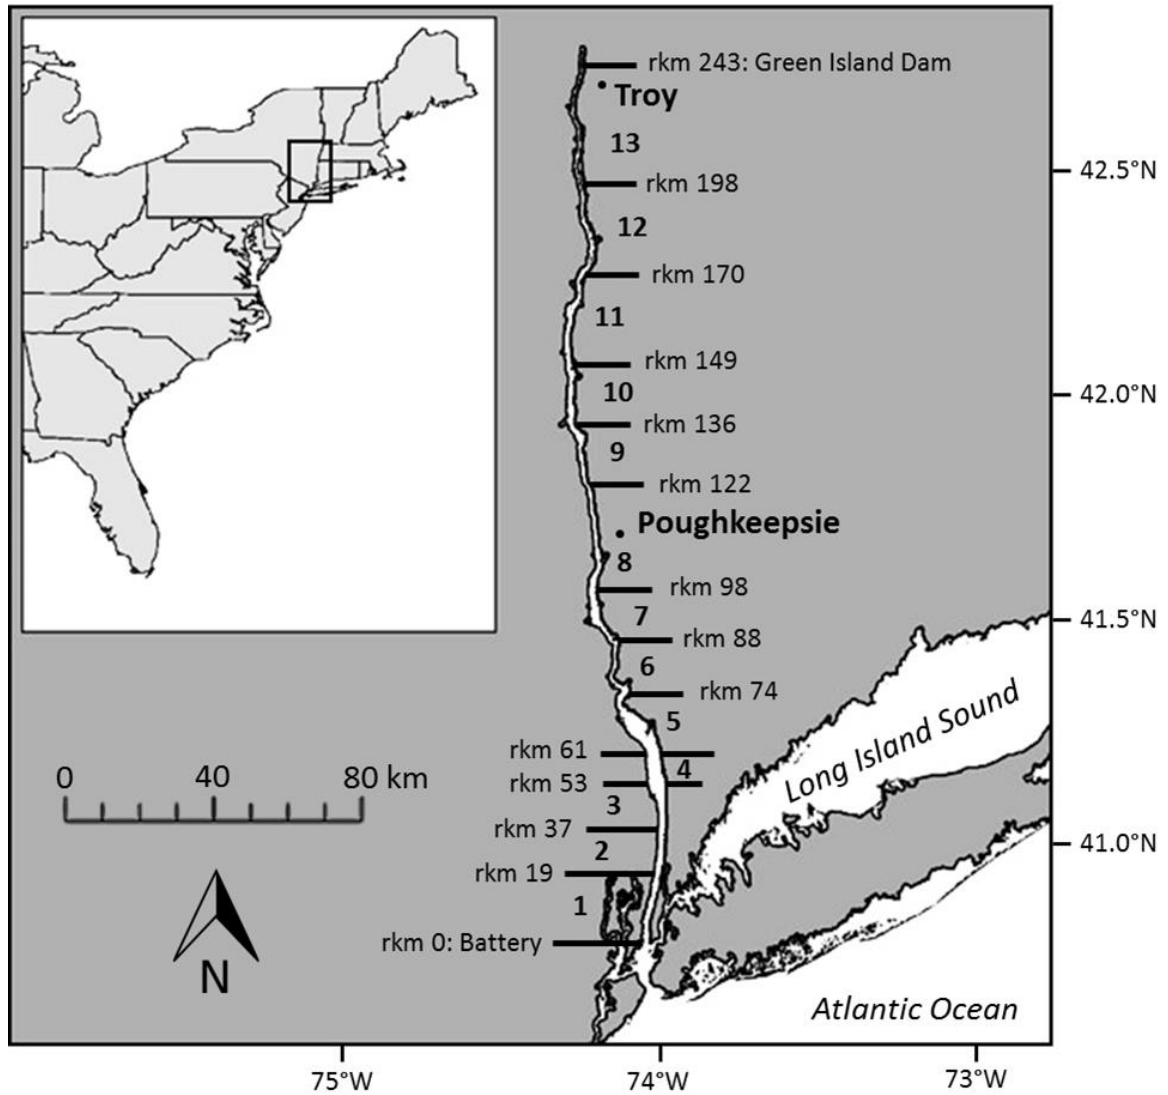 rkm 243: Green Island Dam
Troy
13
42.5°N
rkm 198
12
rkm 170
11
rkm 149
10
42.0°N
rkm 136
9
rkm 122
Poughkeepsie
8
rkm 98
7
41.5°N
rkm 88
6
rkm 74
5
Long Island Sound
rkm 61
4
0 40 80 km
rkm 53
3
rkm 37
41.0°N
2
rkm 19
1
rkm 0: Battery
N
Atlantic Ocean
75°W 74°W 73°W